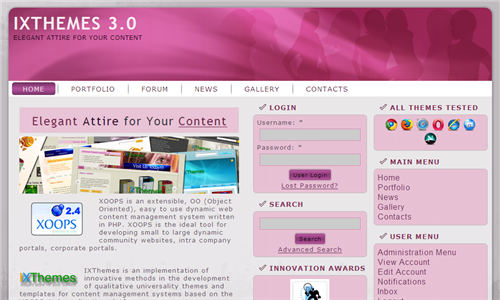 IXTHEMES 3.0
ELEGANT ATTIRE FOR YOUR CONTENT
HOME PORTFOLIO FORUM NEWS GALLERY CONTACTS
Elegant Attire for Your Content
2.4
XOOPS
XOOPS is an extensible, OO (Object
Oriented), easy to use dynamic web
content management system written
in PHP. XOOPS is the ideal tool for
developing small to large dynamic
community websites, intra company
portals, corporate portals.
iXThemes
IXThemes is an implementation of
innovative methods in the development
of qualitative universality themes and
templates for content management systems based on the
LOGIN
Username: *
Password: *
User Login
Lost Password?
SEARCH
Search
Advanced Search
INNOVATION AWARDS
ALL THEMES TESTED
MAIN MENU
Home
Portfolio
News
Gallery
Contacts
USER MENU
Administration Menu
View Account
Edit Account
Notifications
Inbox